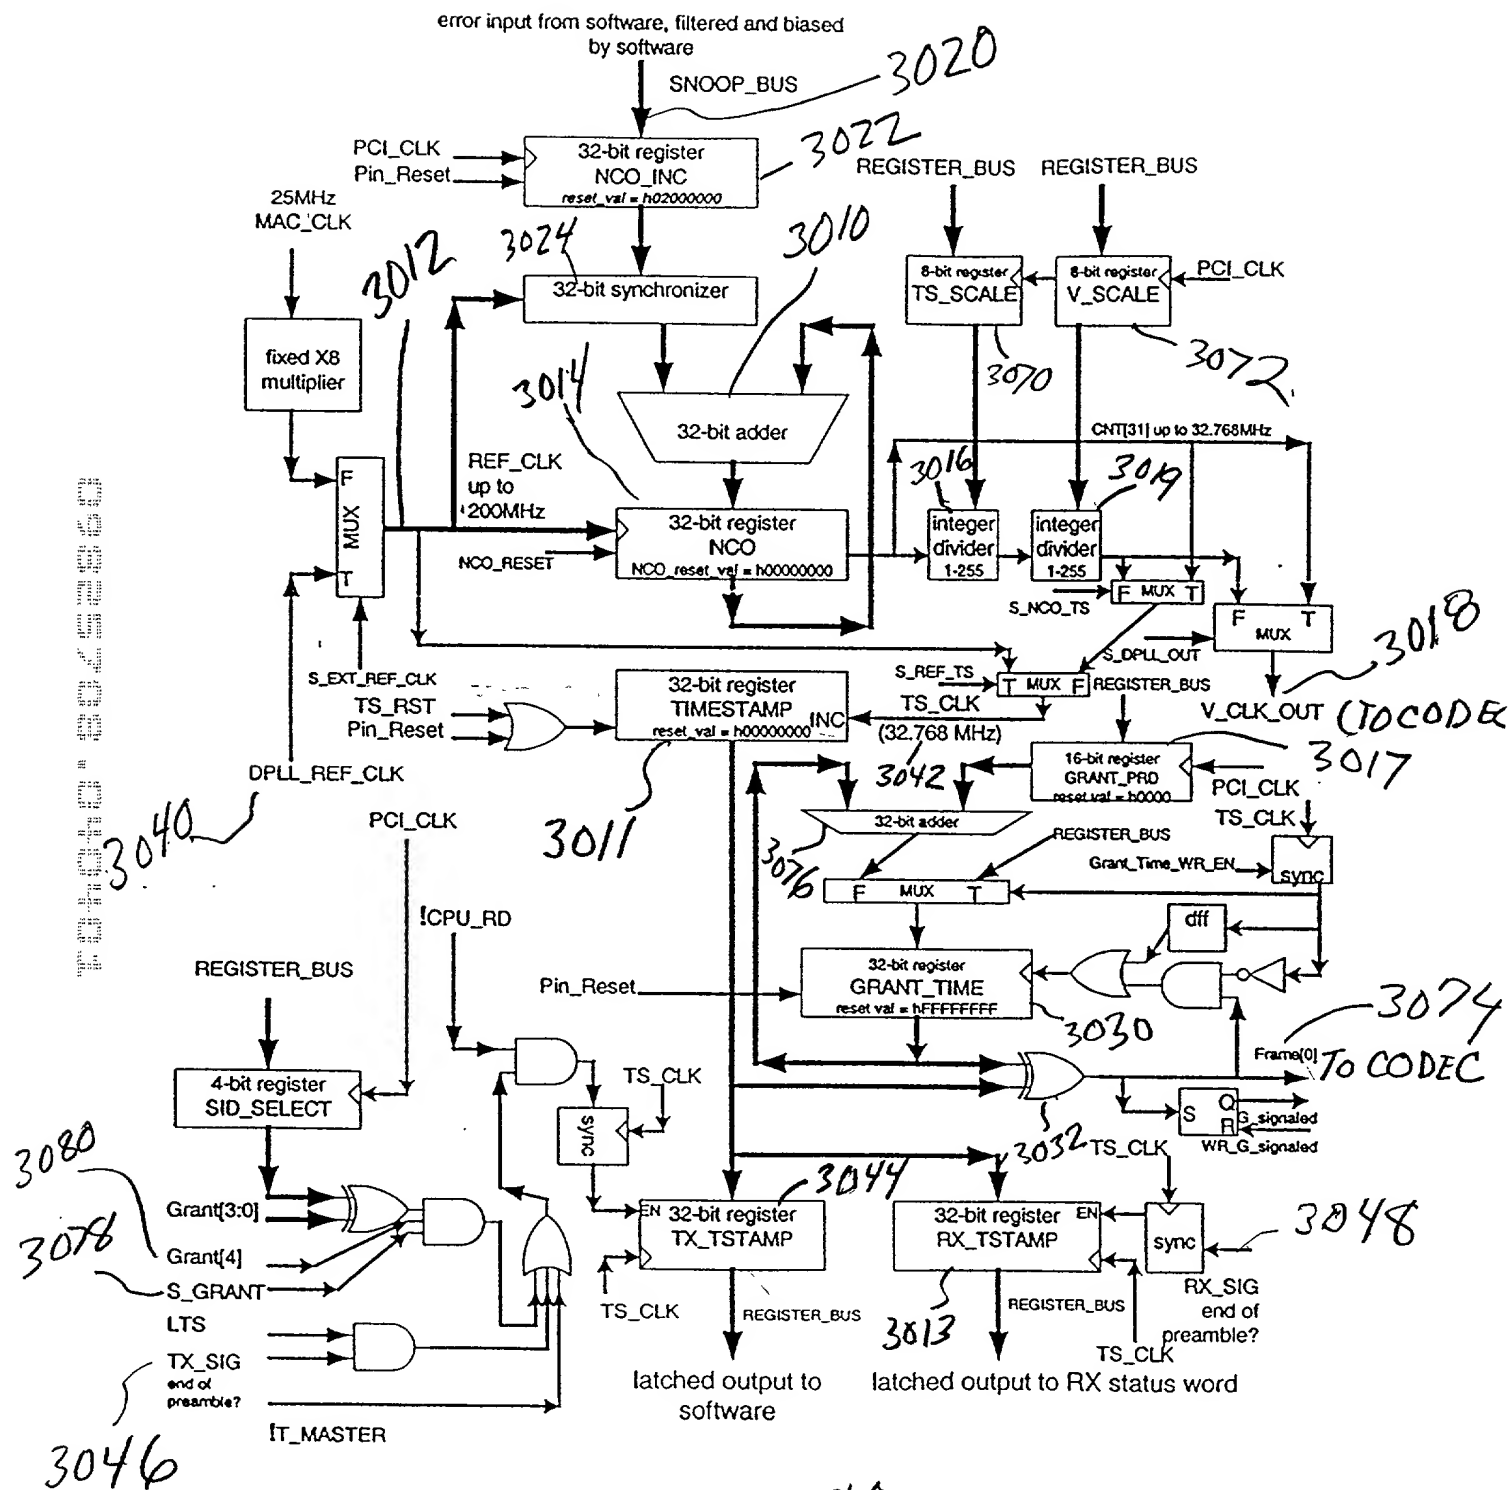 error input from software, filtered and biased
by software
SNOOP_BUS
3020
PCI_CLK
Pin_Reset
32-bit register
NCO_INC
reset_val = h02000000
3022
REGISTER_BUS
REGISTER_BUS
25MHz
MAC_CLK
3012
3024
32-bit synchronizer
3010
8-bit register
TS_SCALE
8-bit register
V_SCALE
PCI_CLK
3070
3072
fixed X8
multiplier
3014
32-bit adder
CNT[31] up to 32.768MHz
F
MUX
T
REF_CLK
up to
200MHz
3016
3019
32-bit register
NCO
NCO_reset_val = h00000000
NCO_RESET
integer
divider
1-255
integer
divider
1-255
S_NCO_TS
F MUX T
F T
MUX
S_DPLL_OUT
3018
S_EXT_REF_CLK
TS_RST
Pin_Reset
32-bit register
TIMESTAMP
reset_val = h00000000
INC
S_REF_TS
T MUX F
REGISTER_BUS
TS_CLK
(32.768 MHz)
3042
V_CLK_OUT (TO CODEC
DPLL_REF_CLK
3040
3011
16-bit register
GRANT_PRD
reset val = h0000
3017
PCI_CLK
TS_CLK
PCI_CLK
32-bit adder
3076
REGISTER_BUS
Grant_Time_WR_EN
sync
F MUX T
!CPU_RD
dff
REGISTER_BUS
Pin_Reset
32-bit register
GRANT_TIME
reset val = hFFFFFFFF
3030
3074
Frame[0]
TO CODEC
4-bit register
SID_SELECT
TS_CLK
sync
S Q
R
G_signaled
WR_G_signaled
3032
TS_CLK
3080
Grant[3:0]
3044
EN
32-bit register
TX_TSTAMP
32-bit register
RX_TSTAMP
EN
sync
3048
3078
Grant[4]
S_GRANT
TS_CLK
REGISTER_BUS
3013
REGISTER_BUS
TS_CLK
RX_SIG
end of
preamble?
LTS
TX_SIG
end of
preamble?
latched output to
software
latched output to RX status word
!T_MASTER
3046